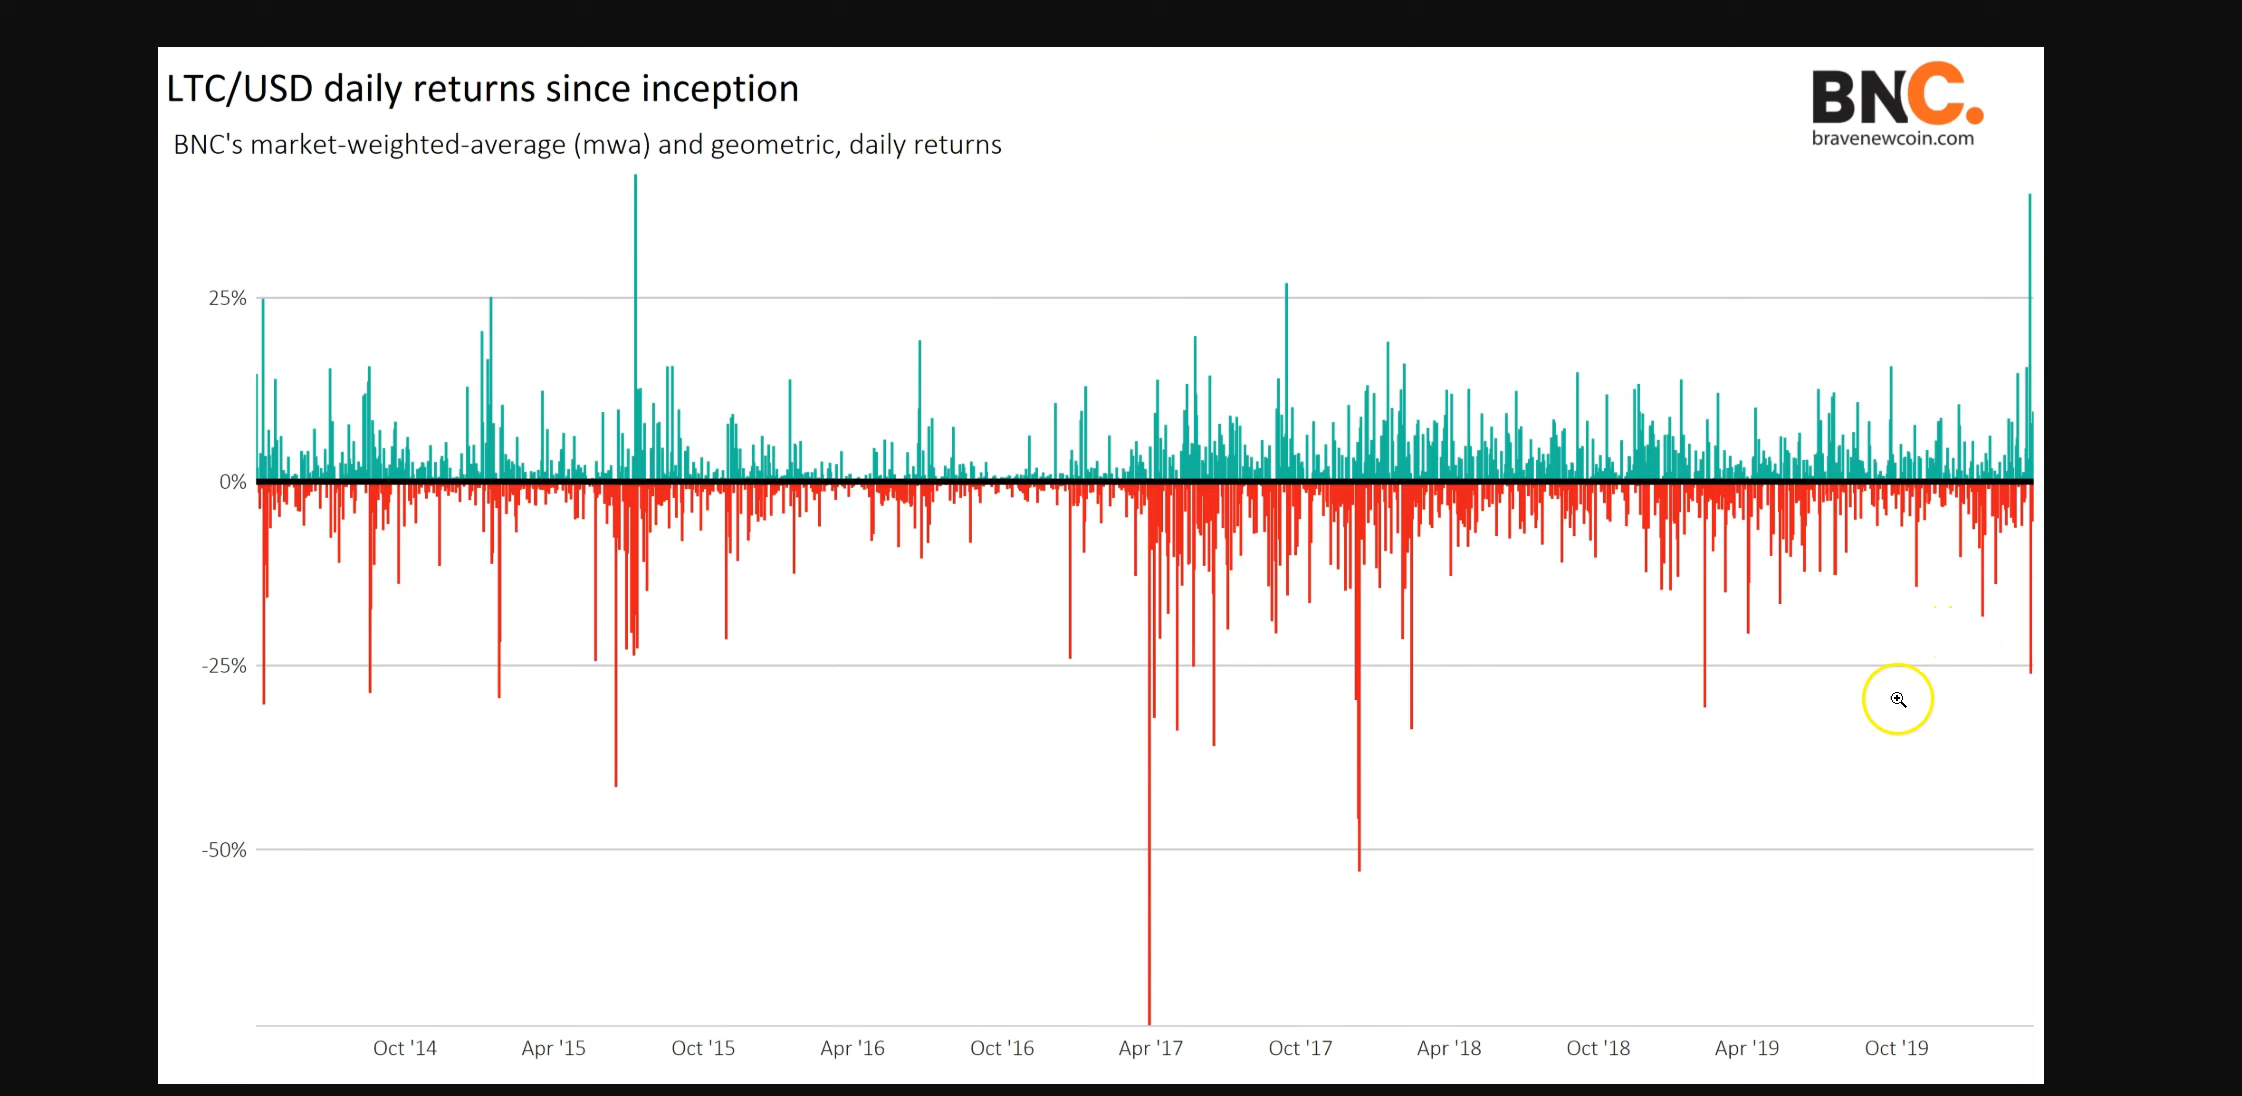 LTC/USD daily returns since inception
BNC.
bravenewcoin.com
BNC's market-weighted-average (mwa) and geometric, daily returns
25%
0%
-25%
-50%
Oct '14 Apr '15 Oct '15 Apr '16 Oct '16 Apr '17 Oct '17 Apr '18 Oct '18 Apr '19 Oct '19